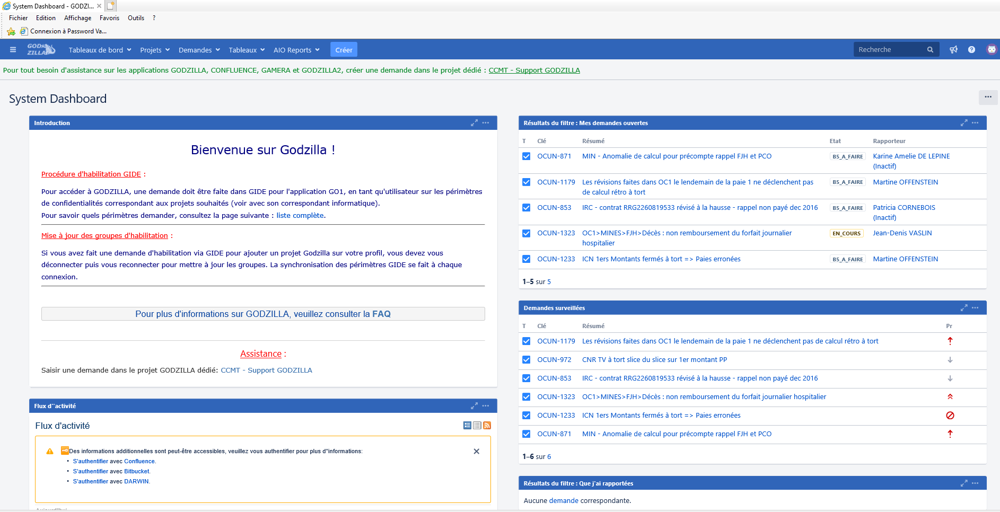 System Dashboard - GODZI...
Fichier Edition Affichage Favoris Outils ?
Connexion à Password Va...
GODZILLA Tableaux de bord Projets Demandes Tableaux AIO Reports Créer Recherche
Pour tout besoin d'assistance sur les applications GODZILLA, CONFLUENCE, GAMERA et GODZILLA2, créer une demande dans le projet dédié : CCMT - Support GODZILLA
System Dashboard
Introduction
Bienvenue sur Godzilla !
Procédure d'habilitation GIDE :
Pour accéder à GODZILLA, une demande doit être faite dans GIDE pour l'application GO1, en tant qu'utilisateur sur les périmètres
de confidentialités correspondant aux projets souhaités (voir avec son correspondant informatique).
Pour savoir quels périmètres demander, consultez la page suivante : liste complète.
Mise à jour des groupes d'habilitation :
Si vous avez fait une demande d'habilitation via GIDE pour ajouter un projet Godzilla sur votre profil, vous devez vous
déconnecter puis vous reconnecter pour mettre à jour les groupes. La synchronisation des périmètres GIDE se fait à chaque
connexion.
Pour plus d'informations sur GODZILLA, veuillez consulter la FAQ
Assistance :
Saisir une demande dans le projet GODZILLA dédié: CCMT - Support GODZILLA
Flux d''activité
Flux d'activité
Des informations additionnelles sont peut-être accessibles, veuillez vous authentifier pour plus d''informations:
• S'authentifier avec Confluence.
• S'authentifier avec Bitbucket.
• S'authentifier avec DARWIN.
Aujourd'hui
Résultats du filtre : Mes demandes ouvertes
T Clé Résumé Etat Rapporteur
OCUN-871 MIN - Anomalie de calcul pour précompte rappel FJH et PCO B5_A_FAIRE Karine Amelie DE LEPINE
(Inactif)
OCUN-1179 Les révisions faites dans OC1 le lendemain de la paie 1 ne déclenchent pas B5_A_FAIRE Martine OFFENSTEIN
de calcul rétro à tort
OCUN-853 IRC - contrat RRG2260819533 révisé à la hausse - rappel non payé dec 2016 B5_A_FAIRE Patricia CORNEBOIS
(Inactif)
OCUN-1323 OC1>MINES>FJH>Décès : non remboursement du forfait journalier EN_COURS Jean-Denis VASLIN
hospitalier
OCUN-1233 ICN 1ers Montants fermés à tort => Paies erronées B5_A_FAIRE Martine OFFENSTEIN
1–5 sur 5
Demandes surveillées
T Clé Résumé Pr
OCUN-1179 Les révisions faites dans OC1 le lendemain de la paie 1 ne déclenchent pas de calcul rétro à tort
OCUN-972 CNR TV à tort slice du slice sur 1er montant PP
OCUN-853 IRC - contrat RRG2260819533 révisé à la hausse - rappel non payé dec 2016
OCUN-1323 OC1>MINES>FJH>Décès : non remboursement du forfait journalier hospitalier
OCUN-1233 ICN 1ers Montants fermés à tort => Paies erronées
OCUN-871 MIN - Anomalie de calcul pour précompte rappel FJH et PCO
1–6 sur 6
Résultats du filtre : Que j'ai rapportées
Aucune demande correspondante.